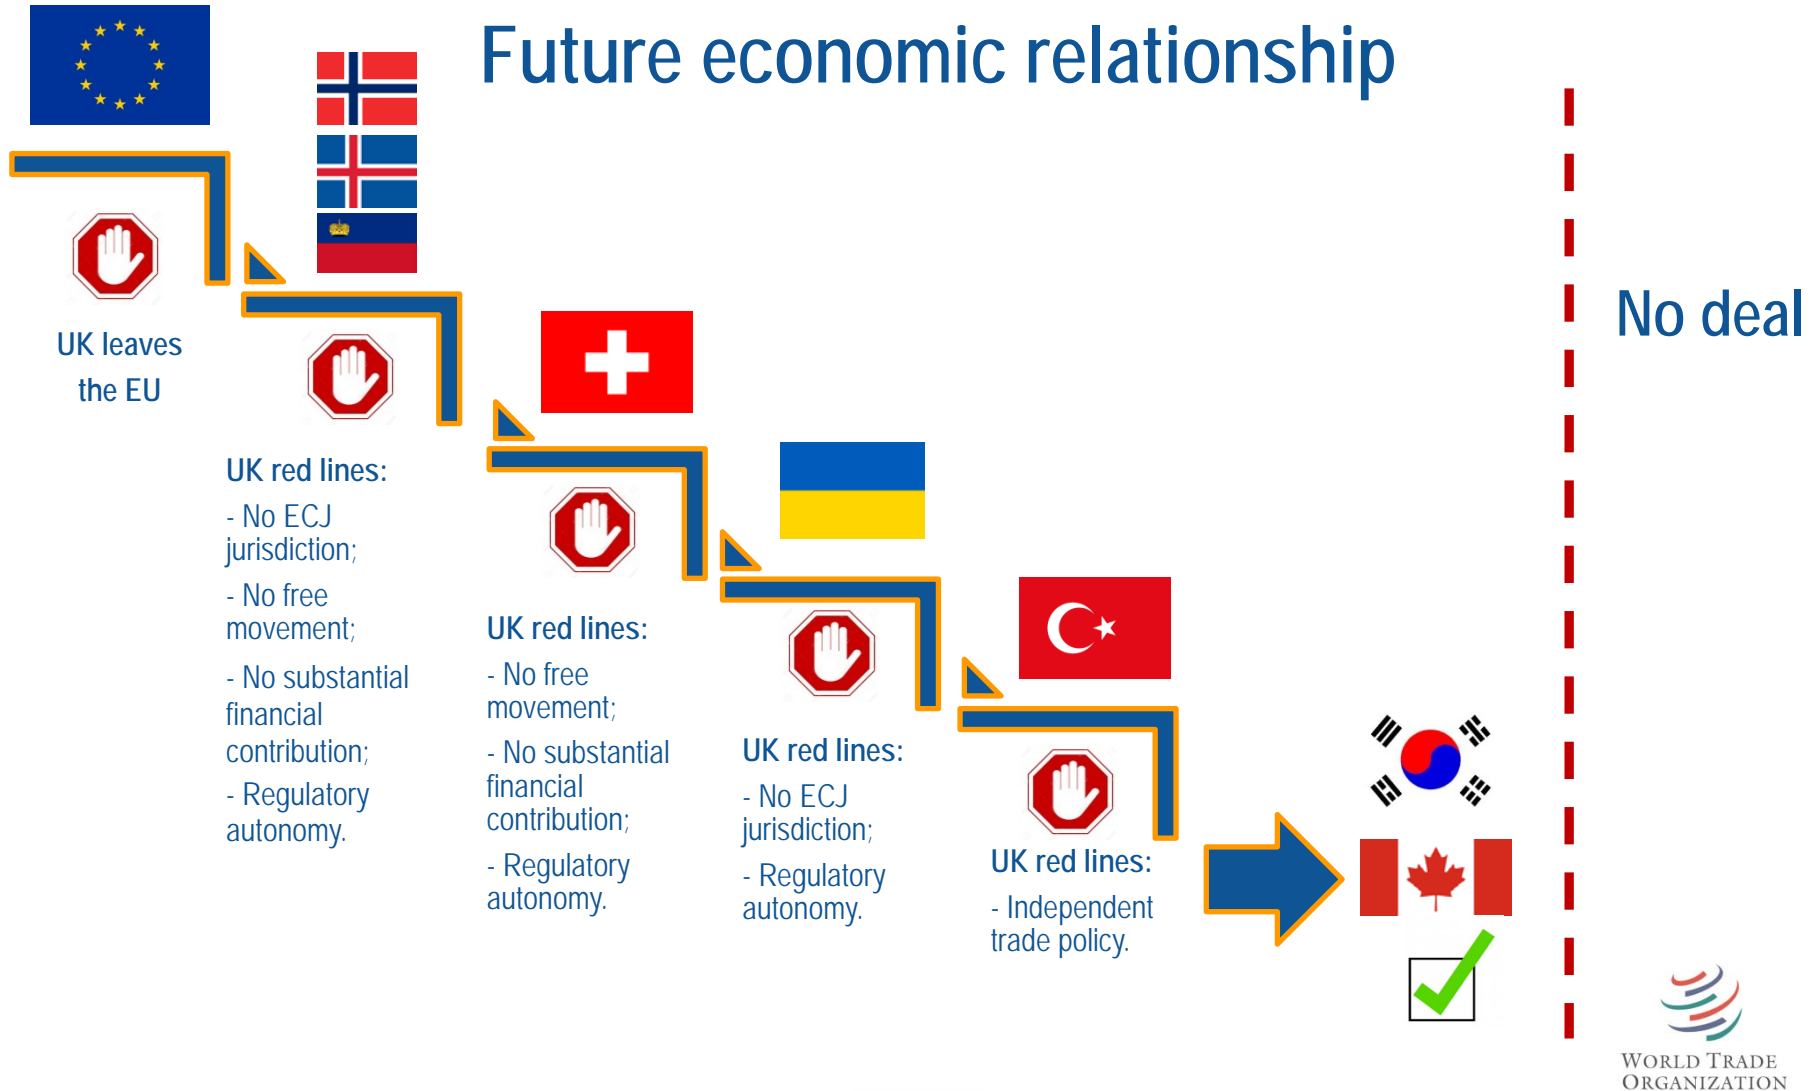 Future economic relationship
No deal
UK leaves
the EU
UK red lines:
- No ECJ
jurisdiction;
- No free
movement;
- No substantial
financial
contribution;
- Regulatory
autonomy.
UK red lines:
- No free
movement;
- No substantial
financial
contribution;
- Regulatory
autonomy.
UK red lines:
- No ECJ
jurisdiction;
- Regulatory
autonomy.
UK red lines:
- Independent
trade policy.
WORLD TRADE
ORGANIZATION